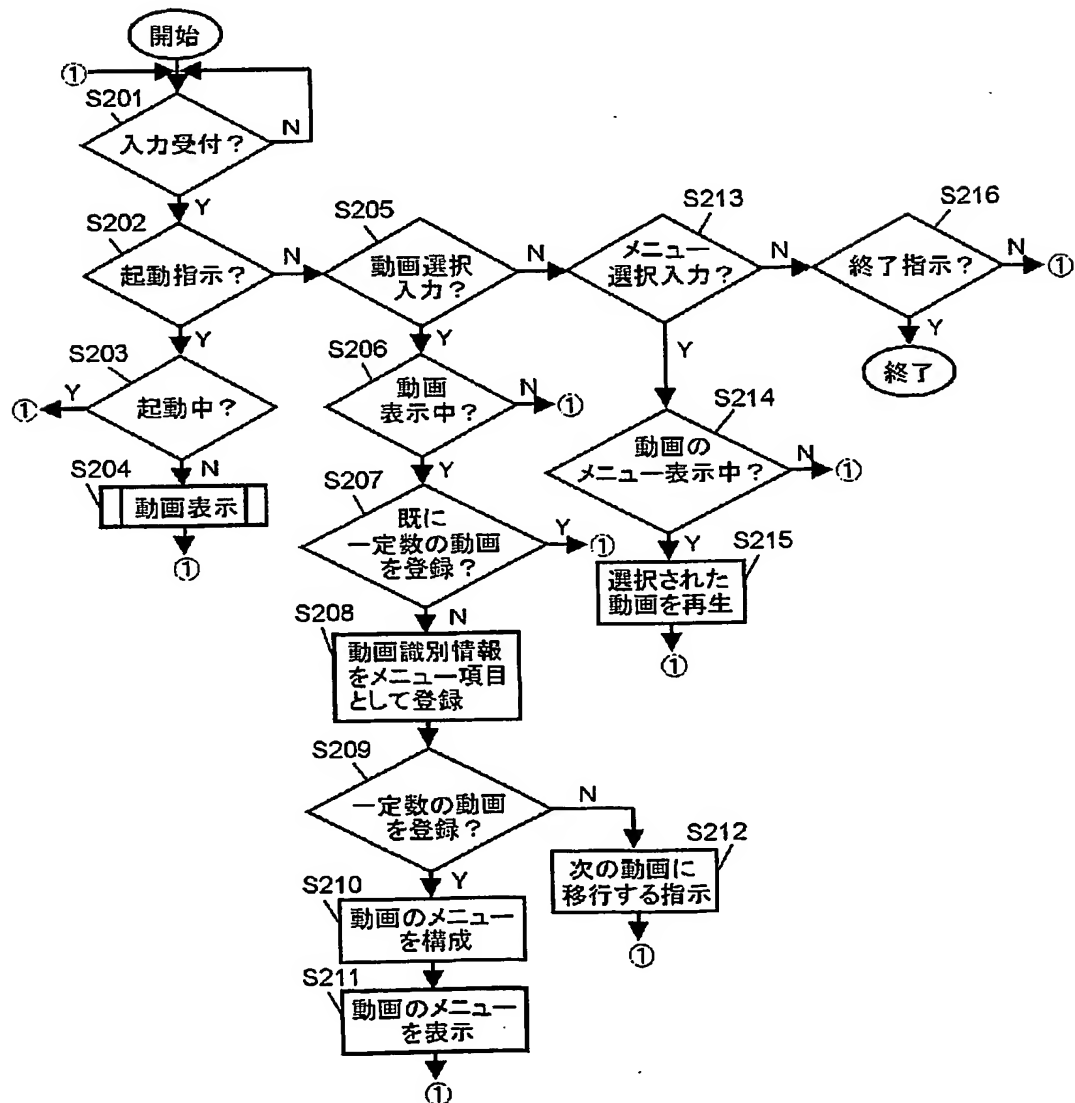 開始
①
S201
入力受付？
N
Y
S202
起動指示？
N
Y
S203
起動中？
Y
①
N
S204
動画表示
①
S205
動画選択
入力？
N
Y
S206
動画
表示中？
N
①
Y
S207
既に
一定数の動画
を登録？
Y
①
N
S208
動画識別情報
をメニュー項目
として登録
S209
一定数の動画
を登録？
N
Y
S210
動画のメニュー
を構成
S211
動画のメニュー
を表示
①
S212
次の動画に
移行する指示
①
S213
メニュー
選択入力？
N
Y
S214
動画の
メニュー表示中？
N
①
Y
S215
選択された
動画を再生
①
S216
終了指示？
N
①
Y
終了